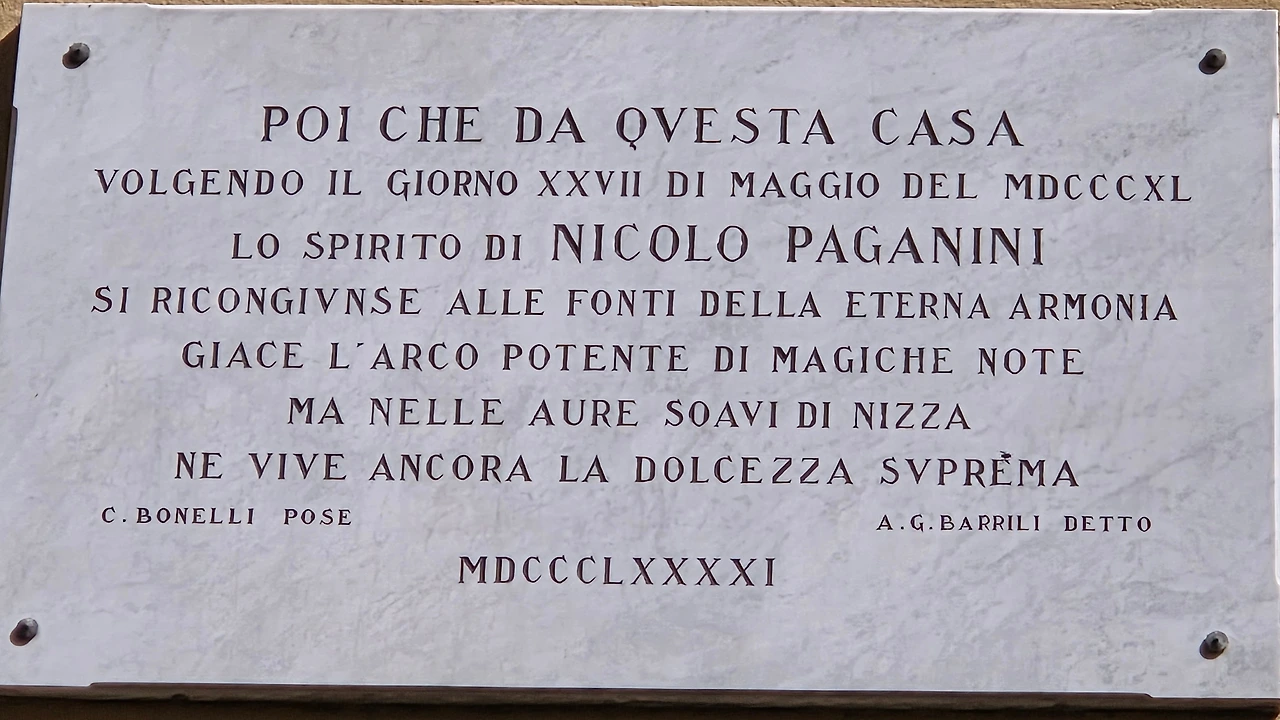 POI CHE DA QVESTA CASA
VOLGENDO IL GIORNO XXVII DI MAGGIO DEL MDCCCXL
LO SPIRITO DI NICOLO PAGANINI
SI RICONGIVNSE ALLE FONTI DELLA ETERNA ARMONIA
GIACE L´ARCO POTENTE DI MAGICHE NOTE
MA NELLE AURE SOAVI DI NIZZA
NE VIVE ANCORA LA DOLCEZZA SVPREMA
C. BONELLI POSE A.G.BARRILI DETTO
MDCCCLXXXXI